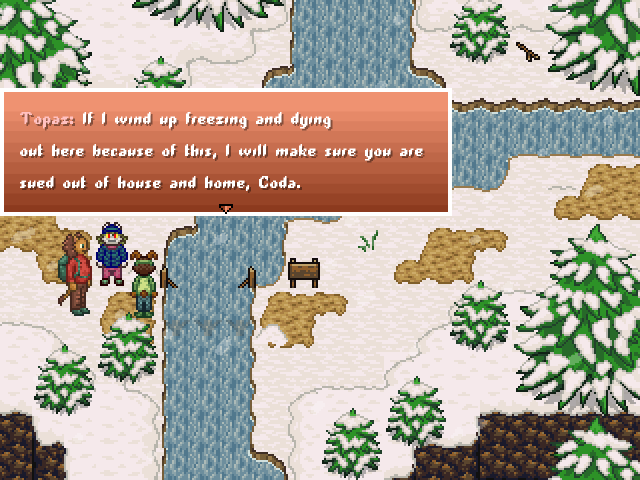 Topaz: If I wind up freezing and dying
out here because of this, I will make sure you are
sued out of house and home, Coda.